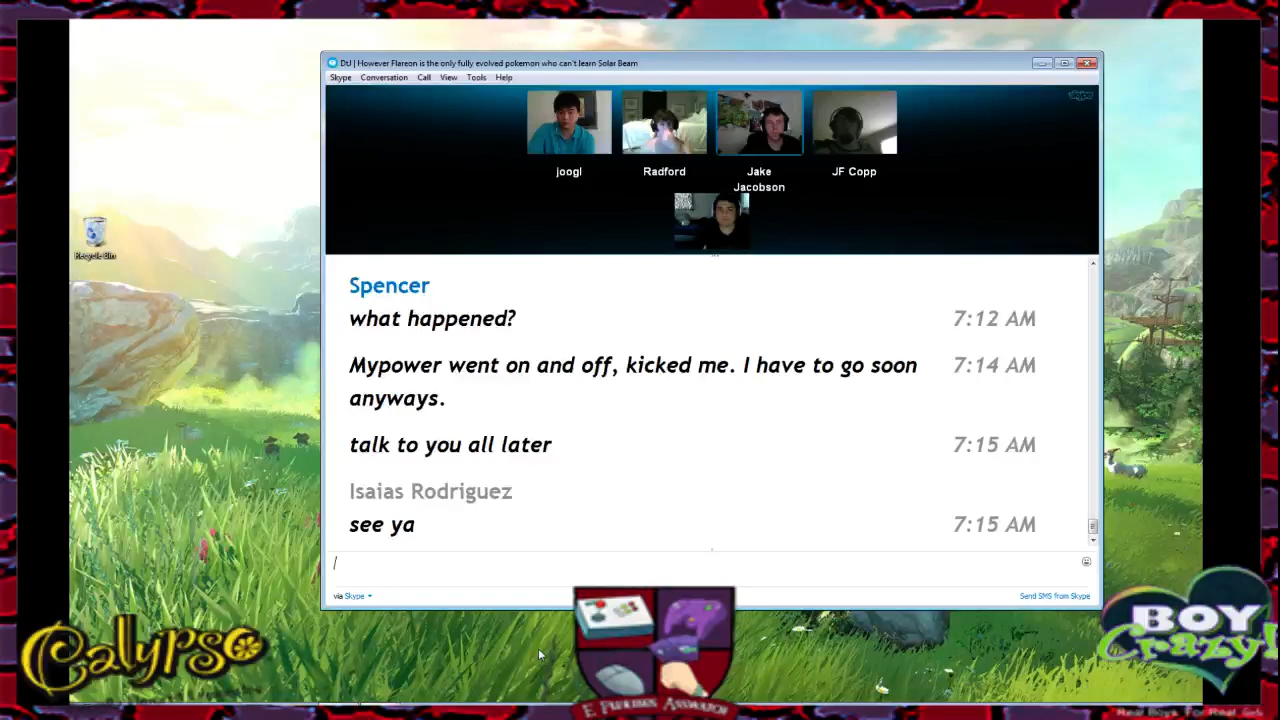 DtJ | However Flareon is the only fully evolved pokemon who can't learn Solar Beam
Skype Conversation Call View Tools Help
skype
joogl
Radford
Jake
Jacobson
JF Copp
Recycle Bin
Spencer
what happened?
7:12 AM
Mypower went on and off, kicked me. I have to go soon
anyways.
7:14 AM
talk to you all later
7:15 AM
Isaias Rodriguez
see ya
7:15 AM
via Skype
Send SMS from Skype
Calypso
BOY
Crazy!